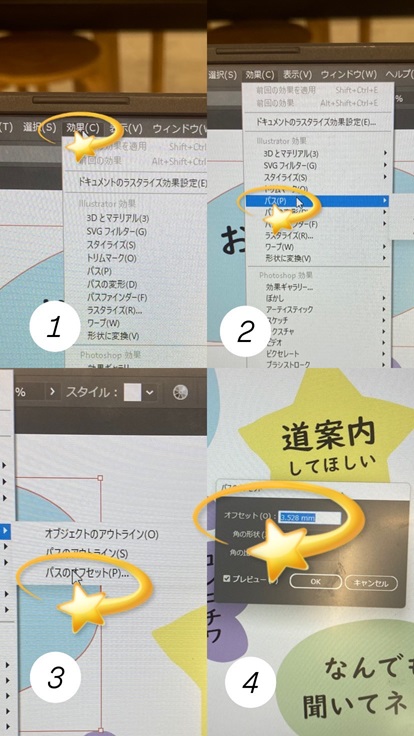 (T) 選択(S) 効果(C) 表示(V) ウィンドウ(W)
の効果を適用 Shift+Ctrl
前回の効果 Alt+Shift+Ctrl
ドキュメントのラスタライズ効果設定(E)
Illustrator 効果
3D とマテリアル(3)
SVG フィルター(G)
スタイライズ(S)
トリムマーク(O)
パス(P)
パスの変形(D)
パスファインダー(F)
ラスタライズ(R)...
ワープ(W)
形状に変換(V)
Photoshop 効果
効果ギャラリー
1
選択(S) 効果(C) 表示(V) ウィンドウ(W) ヘルプ(
前回の効果を適用 Shift+Ctrl+E
前回の効果 Alt+Shift+Ctrl+E
ドキュメントのラスタライズ効果設定(E)...
Illustrator 効果
3D とマテリアル(3)
SVG フィルター(G)
スタイライズ(S)
トリムマーク(O)
パス(P)
ンダー(F)
ラスタライズ(R)...
ワープ(W)
形状に変換(V)
Photoshop 効果
効果ギャラリー...
ぼかし
アーティスティック
スケッチ
テクスチャ
ビデオ
ピクセレート
ブラシストローク
お
2
% スタイル:
オブジェクトのアウトライン(O)
パスのアウトライン(S)
パスのオフセット(P)...
3
道案内
してほしい
オフセット(O): 3.528 mm
角の形状
角の
プレビュー
OK
キャンセル
チワ
なんでも
聞いてネ
4